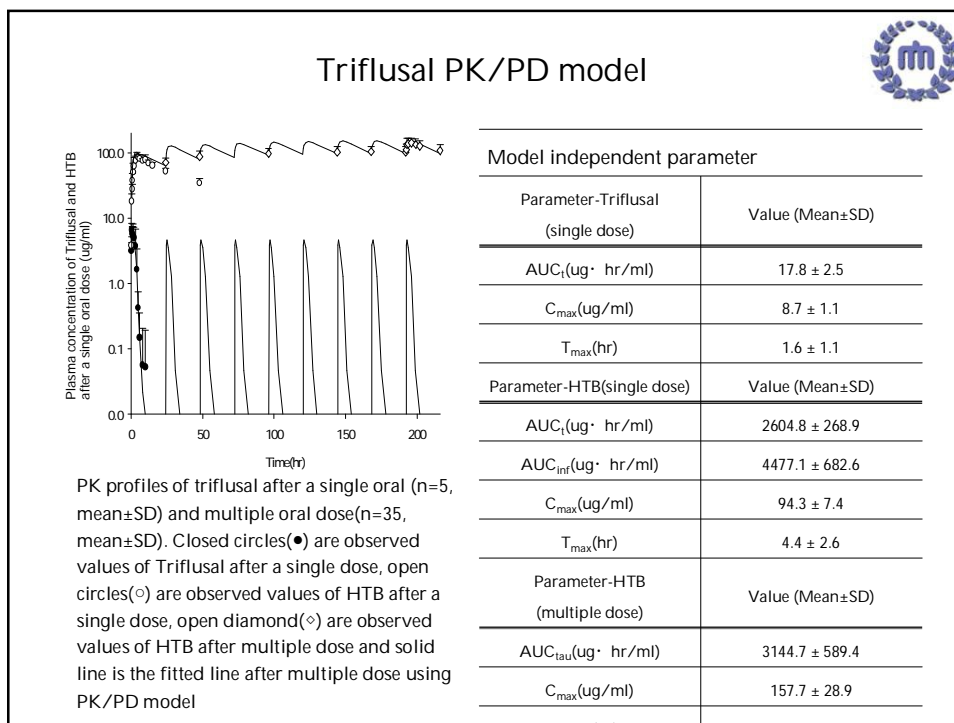 Triflusal PK/PD model
Plasma concentration of Triflusal and HTB
after a single oral dose (ug/ml)
100.0
10.0
1.0
0.1
0.0
0 50 100 150 200
Time(hr)
PK profiles of triflusal after a single oral (n=5,
mean±SD) and multiple oral dose(n=35,
mean±SD). Closed circles(●) are observed
values of Triflusal after a single dose, open
circles(○) are observed values of HTB after a
single dose, open diamond(◇) are observed
values of HTB after multiple dose and solid
line is the fitted line after multiple dose using
PK/PD model
Model independent parameter
Parameter-Triflusal
(single dose)
Value (Mean±SD)
AUCt(ug· hr/ml) 17.8 ± 2.5
Cmax(ug/ml) 8.7 ± 1.1
Tmax(hr) 1.6 ± 1.1
Parameter-HTB(single dose) Value (Mean±SD)
AUCt(ug· hr/ml) 2604.8 ± 268.9
AUCinf(ug· hr/ml) 4477.1 ± 682.6
Cmax(ug/ml) 94.3 ± 7.4
Tmax(hr) 4.4 ± 2.6
Parameter-HTB
(multiple dose)
Value (Mean±SD)
AUCtau(ug· hr/ml) 3144.7 ± 589.4
Cmax(ug/ml) 157.7 ± 28.9